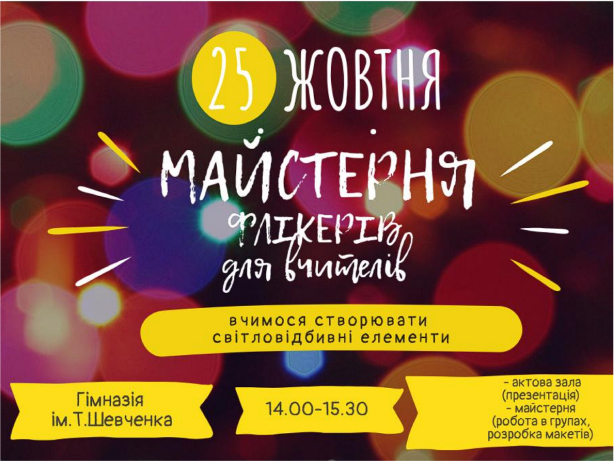 25 ЖОВТНЯ
МАЙСТЕРНЯ
ФЛІКЕРІВ
для вчителів
вчимося створювати
світловідбивні елементи
Гімназія
ім.Т.Шевченка
14.00-15.30
- актова зала
(презентація)
- майстерня
(робота в групах,
розробка макетів)